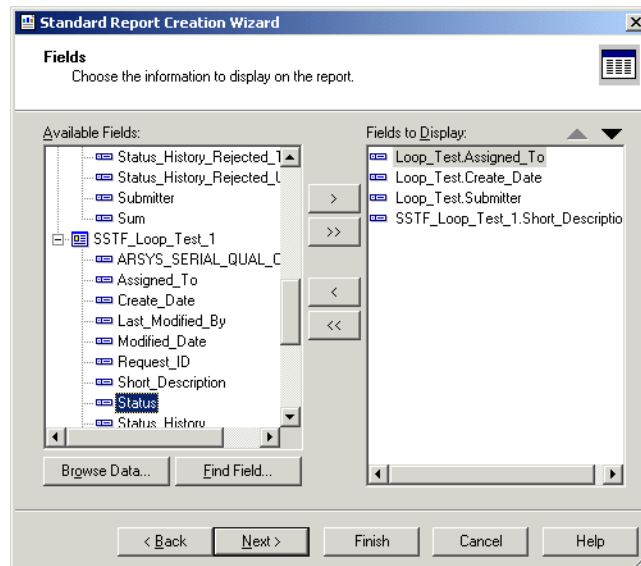 Standard Report Creation Wizard
Fields
Choose the information to display on the report.
Available Fields:
Status_History_Rejected_T
Status_History_Rejected_U
Submitter
Sum
SSTF_Loop_Test_1
ARSYS_SERIAL_QUAL_C
Assigned_To
Create_Date
Last_Modified_By
Modified_Date
Request_ID
Short_Description
Status
Status_History
Browse Data...
Find Field...
>
>>
<
<<
Fields to Display:
Loop_Test.Assigned_To
Loop_Test.Create_Date
Loop_Test.Submitter
SSTF_Loop_Test_1.Short_Descriptio
< Back
Next >
Finish
Cancel
Help